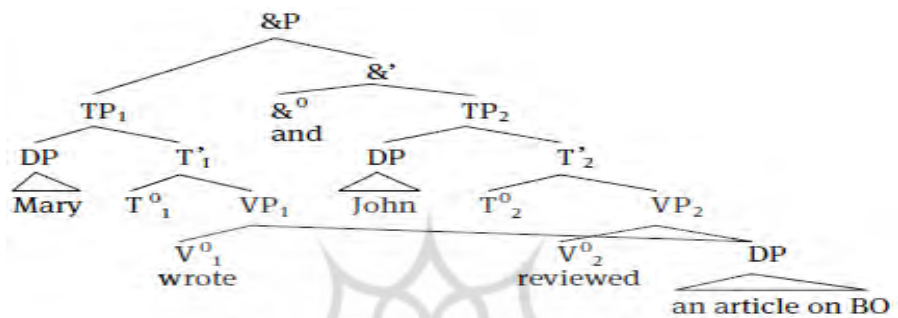 &P
&'
TP₁ &⁰ TP₂
and
DP T'₁ DP T'₂
Mary T⁰₁ VP₁ John T⁰₂ VP₂
V⁰₁ V⁰₂ DP
wrote reviewed
an article on BO